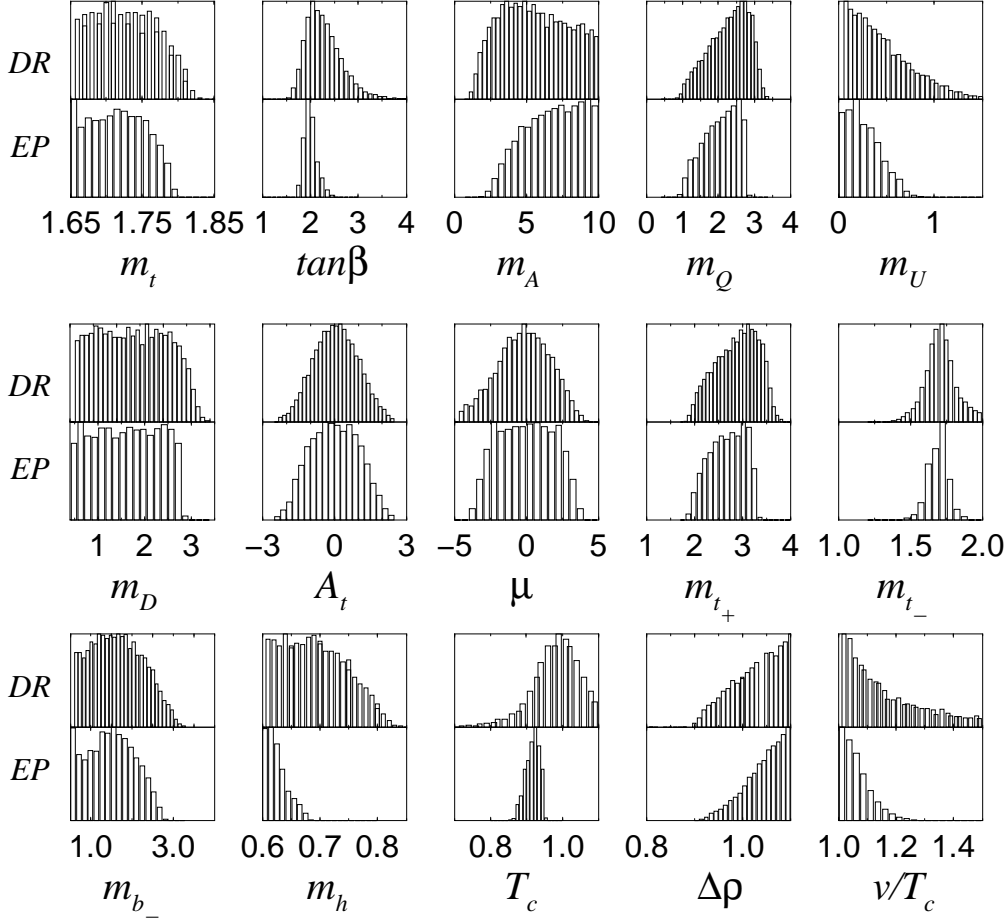 DR
EP
1.65 1.75 1.85 1 2 3 4 0 5 10 0 1 2 3 4 0 1
m_t tanβ m_A m_Q m_U
DR
EP
1 2 3 −3 0 3 −5 0 5 1 2 3 4 1.0 1.5 2.0
m_D A_t μ m_{t_+} m_{t_−}
DR
EP
1.0 3.0 0.6 0.7 0.8 0.8 1.0 0.8 1.0 1.0 1.2 1.4
m_{b_−} m_h T_c Δρ v/T_c